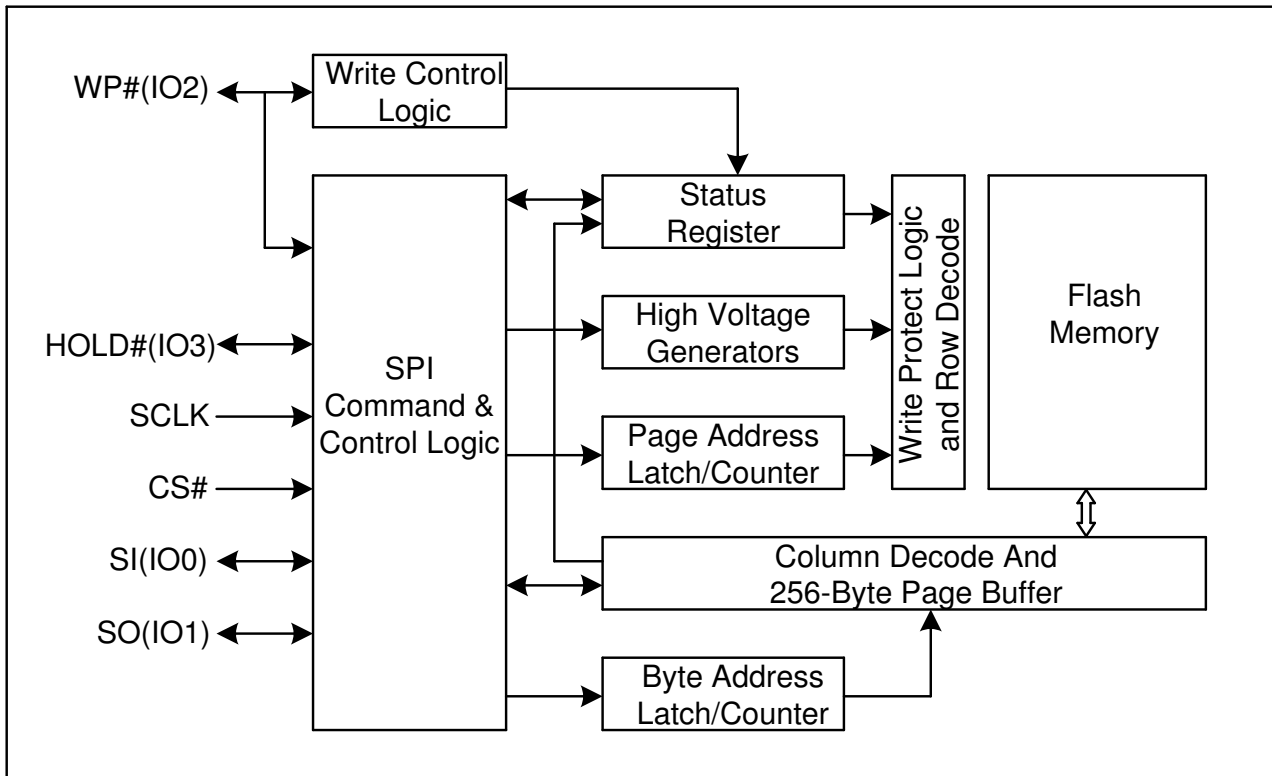 WP#(IO2)
Write Control
Logic
Status
Register
HOLD#(IO3)
SCLK
CS#
SI(IO0)
SO(IO1)
SPI
Command &
Control Logic
High Voltage
Generators
Page Address
Latch/Counter
Write Protect Logic
and Row Decode
Flash
Memory
Column Decode And
256-Byte Page Buffer
Byte Address
Latch/Counter